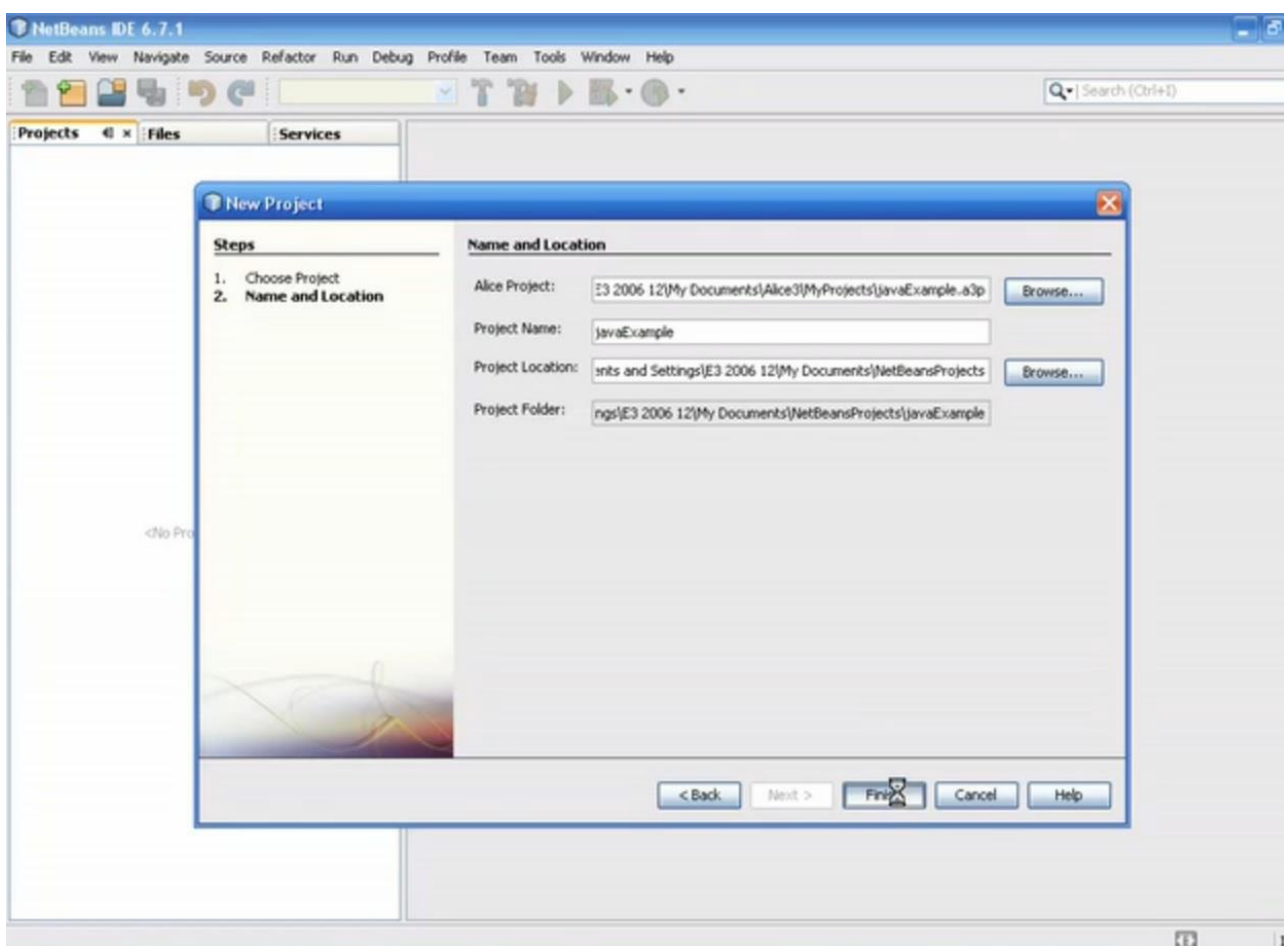 NetBeans IDE 6.7.1
File Edit View Navigate Source Refactor Run Debug Profile Team Tools Window Help
Search (Ctrl+I)
Projects Files Services
New Project
Steps
1. Choose Project
2. Name and Location
Name and Location
Alice Project: E3 2006 12\My Documents\Alice3\MyProjects\javaExample.a3p Browse...
Project Name: javaExample
Project Location: ents and Settings\E3 2006 12\My Documents\NetBeansProjects Browse...
Project Folder: ngs\E3 2006 12\My Documents\NetBeansProjects\javaExample
<No Pro
< Back Next > Fini Cancel Help